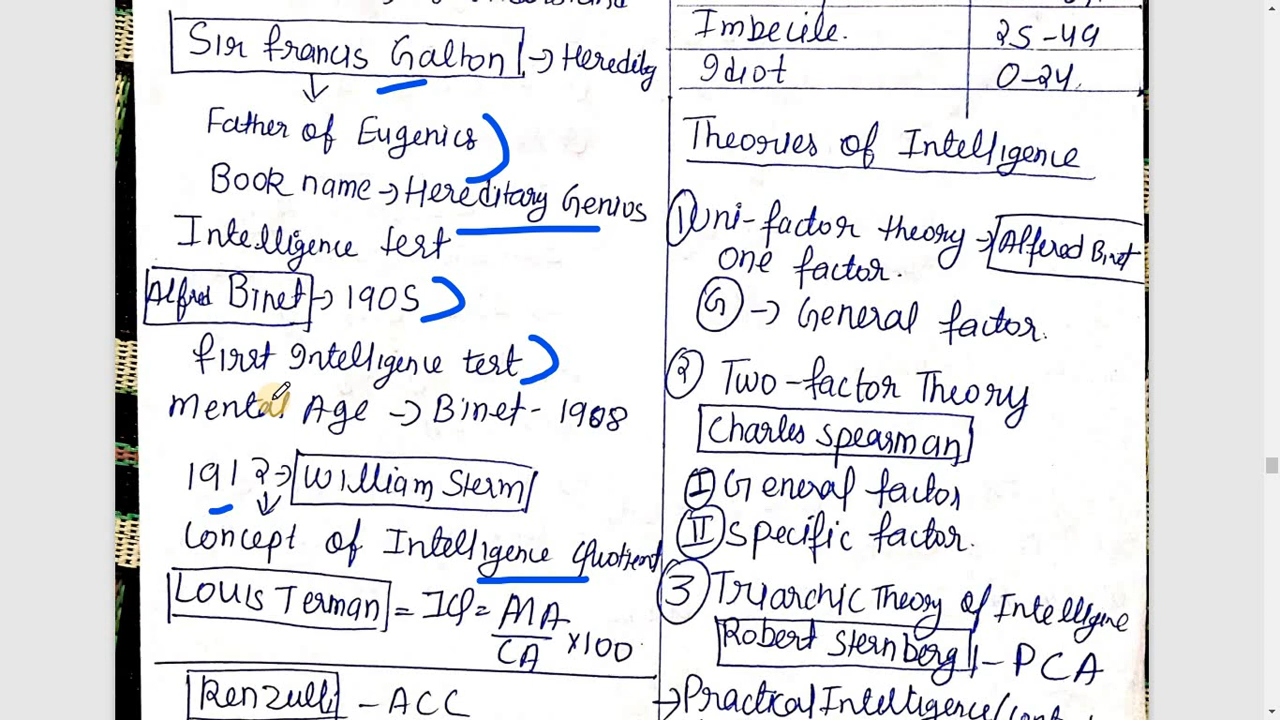 Sir Francis Galton → Heredity
↓
Father of Eugenics
Book name → Hereditary Genius
Intelligence test
Alfred Binet → 1905
First Intelligence test
Mental Age → Binet - 1908
1912 → William Sterm
↓
Concept of Intelligence Quotient
Louis Terman = IQ = MA
CA ×100
Renzulli - ACC
Imbecile. 25-49
Idiot 0-24.
Theories of Intelligence
① Uni-factor theory → Alfered Binet
one factor.
G → General factor.
② Two-factor Theory
Charles Spearman
I General factor
II Specific factor.
③ Triarchic Theory of Intelligne
Robert Sternberg - PCA
→ Practical Intelligence